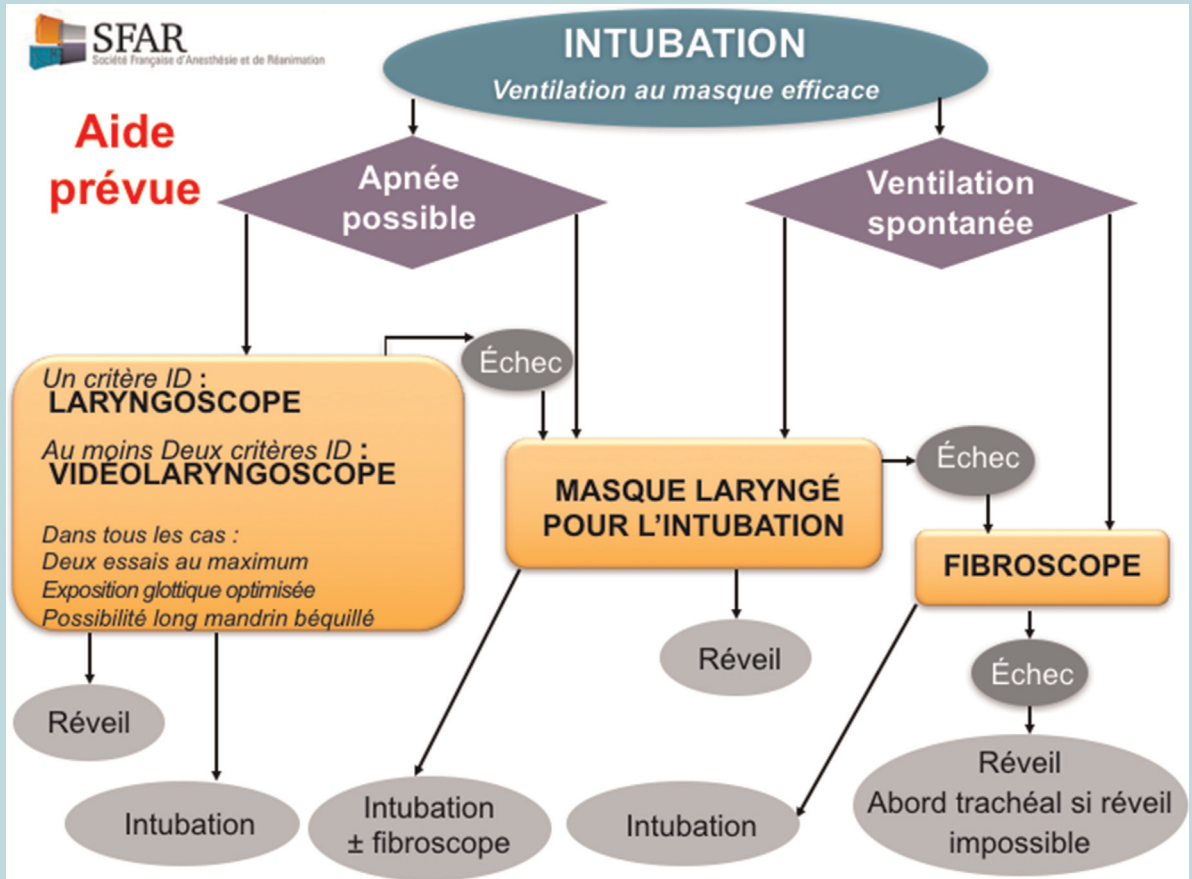 SFAR
Société Française d'Anesthésie et de Réanimation
INTUBATION
Ventilation au masque efficace
Aide
prévue
Apnée
possible
Ventilation
spontanée
Échec
Un critère ID :
LARYNGOSCOPE
Au moins Deux critères ID :
VIDÉOLARYNGOSCOPE
Dans tous les cas :
Deux essais au maximum
Exposition glottique optimisée
Possibilité long mandrin béquillé
MASQUE LARYNGÉ
POUR L'INTUBATION
Échec
FIBROSCOPE
Réveil
Réveil
Échec
Intubation
Intubation
± fibroscope
Intubation
Réveil
Abord trachéal si réveil
impossible